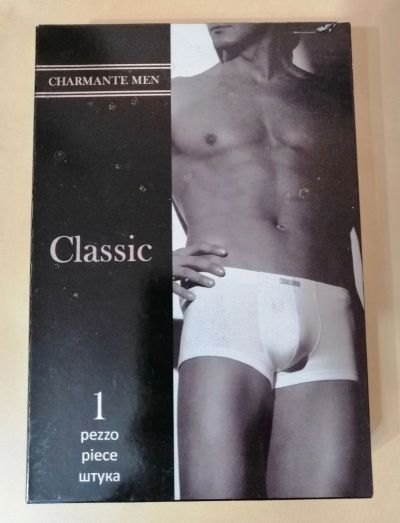 CHARMANTE MEN
Classic
1
pezzo
piece
штука